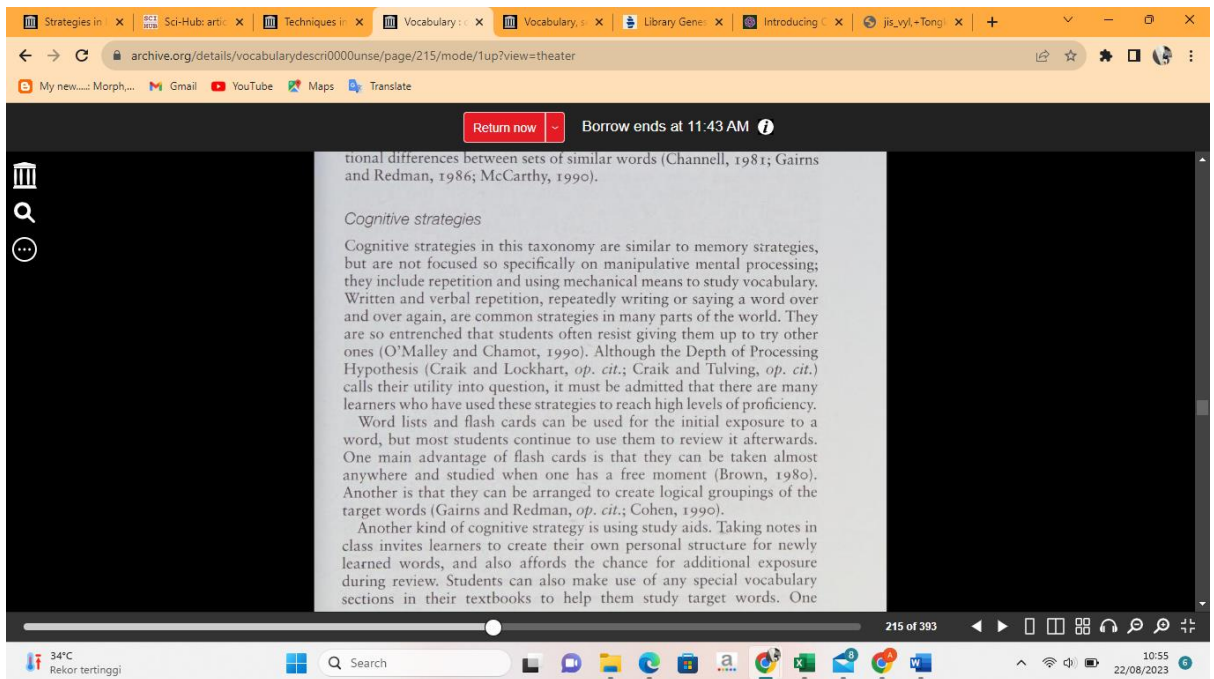 Strategies in
Sci-Hub: artic
Techniques in
Vocabulary : d
Vocabulary, s
Library Genes
Introducing C
jis_vyl,+Tongl
archive.org/details/vocabularydescri0000unse/page/215/mode/1up?view=theater
My new.....: Morph,...
Gmail
YouTube
Maps
Translate
Return now
Borrow ends at 11:43 AM
tional differences between sets of similar words (Channell, 1981; Gairns
and Redman, 1986; McCarthy, 1990).
Cognitive strategies
Cognitive strategies in this taxonomy are similar to memory strategies,
but are not focused so specifically on manipulative mental processing;
they include repetition and using mechanical means to study vocabulary.
Written and verbal repetition, repeatedly writing or saying a word over
and over again, are common strategies in many parts of the world. They
are so entrenched that students often resist giving them up to try other
ones (O’Malley and Chamot, 1990). Although the Depth of Processing
Hypothesis (Craik and Lockhart, op. cit.; Craik and Tulving, op. cit.)
calls their utility into question, it must be admitted that there are many
learners who have used these strategies to reach high levels of proficiency.
Word lists and flash cards can be used for the initial exposure to a
word, but most students continue to use them to review it afterwards.
One main advantage of flash cards is that they can be taken almost
anywhere and studied when one has a free moment (Brown, 1980).
Another is that they can be arranged to create logical groupings of the
target words (Gairns and Redman, op. cit.; Cohen, 1990).
Another kind of cognitive strategy is using study aids. Taking notes in
class invites learners to create their own personal structure for newly
learned words, and also affords the chance for additional exposure
during review. Students can also make use of any special vocabulary
sections in their textbooks to help them study target words. One
215 of 393
34°C
Rekor tertinggi
Search
10:55
22/08/2023